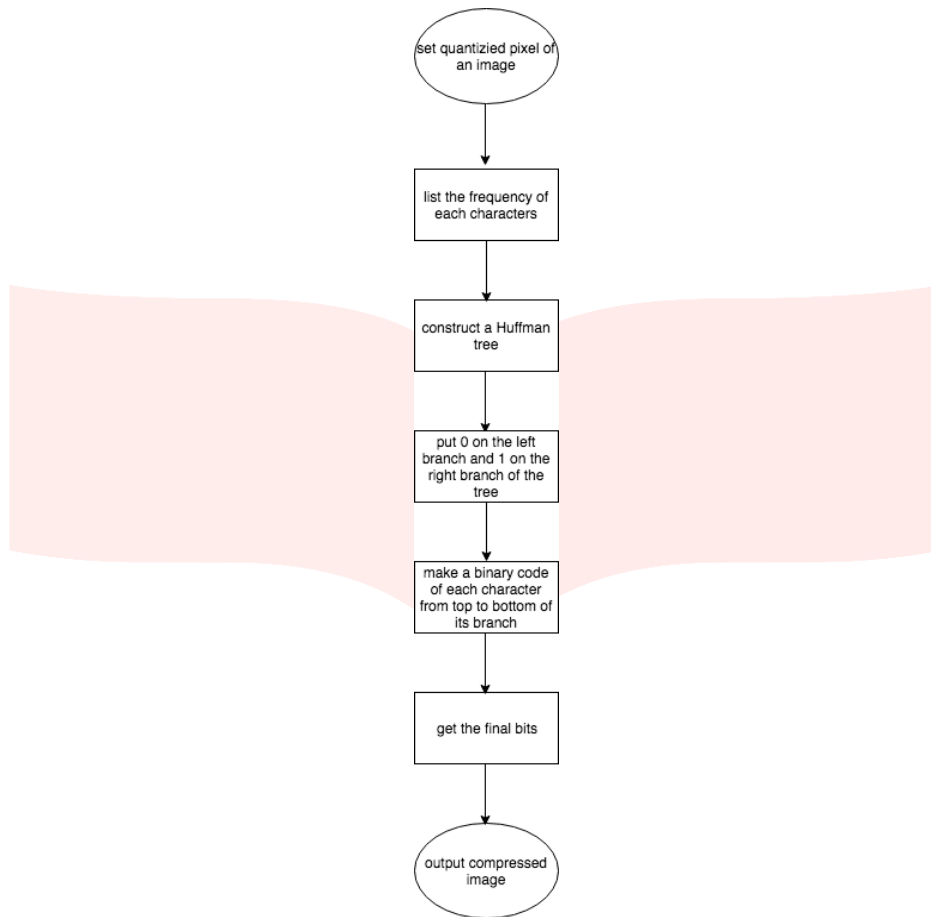 set quantizied pixel of
an image
list the frequency of
each characters
construct a Huffman
tree
put 0 on the left
branch and 1 on the
right branch of the
tree
make a binary code
of each character
from top to bottom of
its branch
get the final bits
output compressed
image